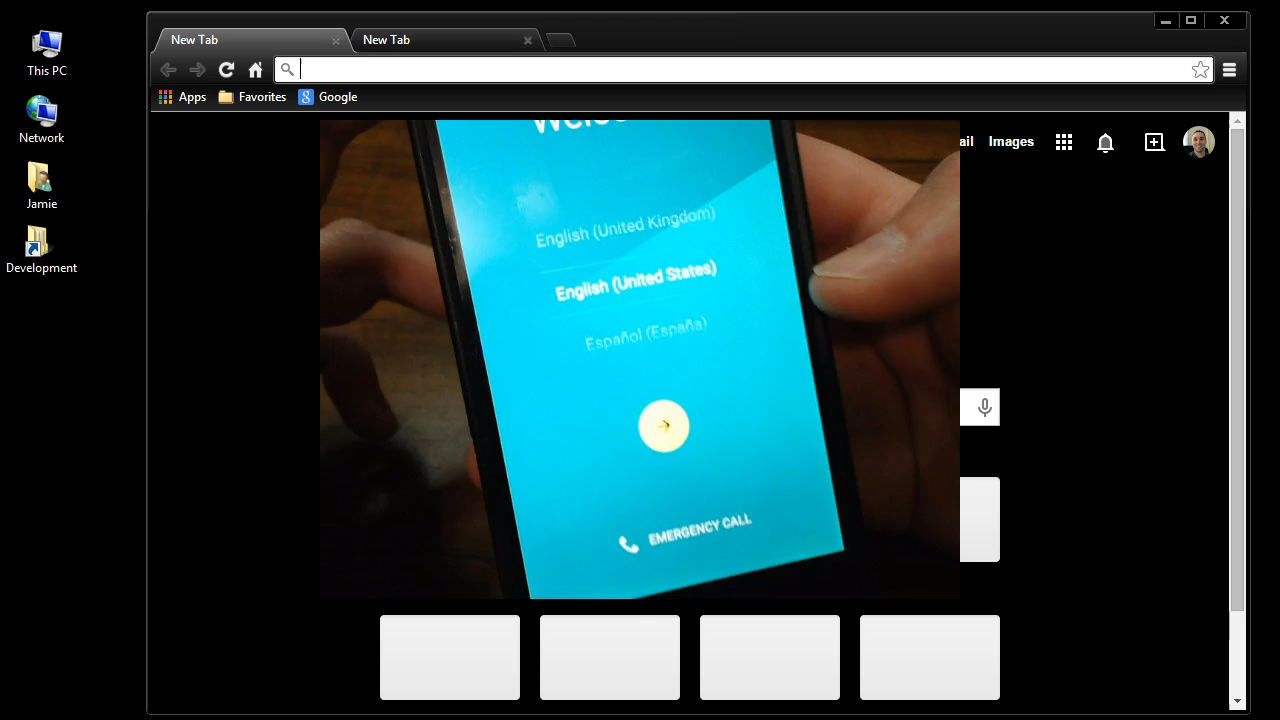 This PC
Network
Jamie
Development
New Tab
New Tab
Apps
Favorites
Google
ail
Images
Welco
English (United Kingdom)
English (United States)
Español (España)
EMERGENCY CALL